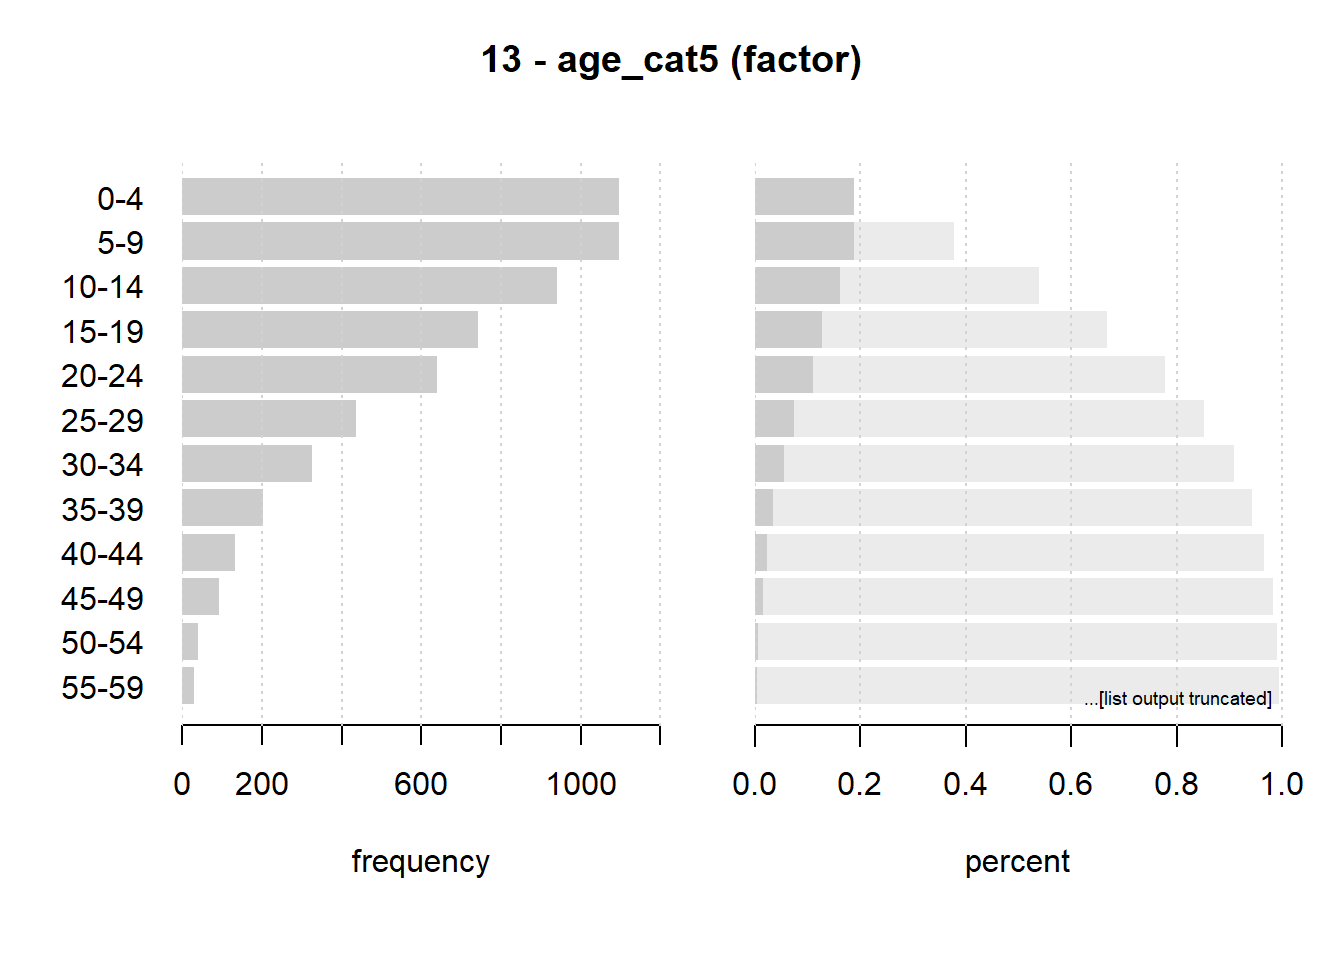 13 - age_cat5 (factor)
0-4
5-9
10-14
15-19
20-24
25-29
30-34
35-39
40-44
45-49
50-54
55-59
...[list output truncated]
0 200 600 1000
0.0 0.2 0.4 0.6 0.8 1.0
frequency
percent